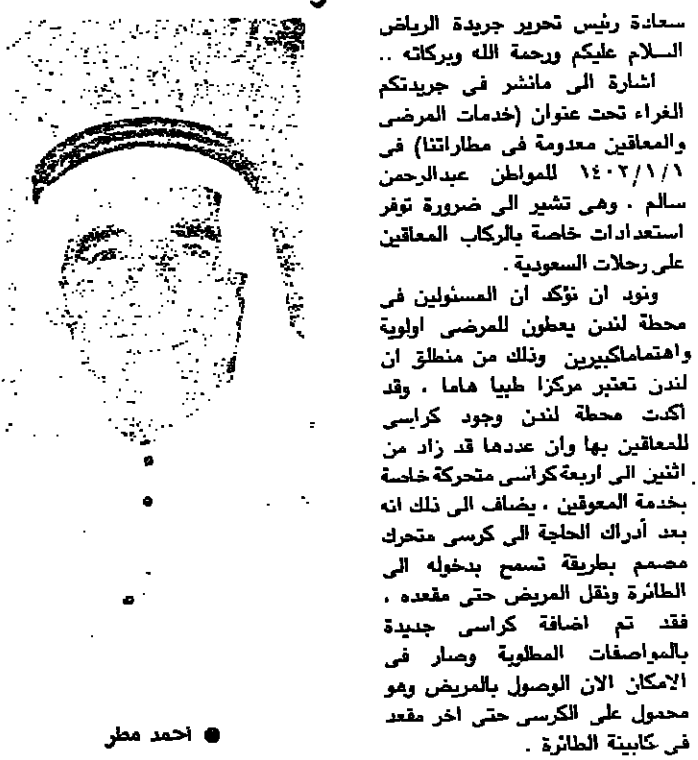 سعادة رئيس تحرير جريدة الرياض
السلام عليكم ورحمة الله وبركاته ..
اشارة الى مانشر فى جريدتكم
الغراء تحت عنوان (خدمات المرضى
والمعاقين معدومة فى مطاراتنا) فى
١٤٠٢/١/١ للمواطن عبدالرحمن
سالم . وهى تشير الى ضرورة توفر
استعدادات خاصة بالركاب المعاقين
على رحلات السعودية .
ونود ان نؤكد أن المسئولين فى
محطة لندن يعطون للمرضى اولوية
واهتماماكبيرين وذلك من منطلق ان
لندن تعتبر مركزا طبيا هاما . وقد
أكدت محطة لندن وجود كراسى
للمعاقين بها وان عددها قد زاد من
اثنين الى اربعة كراسى متحركة خاصة
بخدمة المعوقين . يضاف الى ذلك انه
بعد أدراك الحاجة الى كرسى متحرك
مصمم بطريقة تسمح بدخوله الى
الطائرة ونقل المريض حتى مقعده .
فقد تم اضافة كراسى جديدة
بالمواصفات المطلوبة وصار فى
الامكان الان الوصول بالمريض وهو
محمول على الكرسى حتى اخر مقعد
فى كابينة الطائرة .
احمد مطر